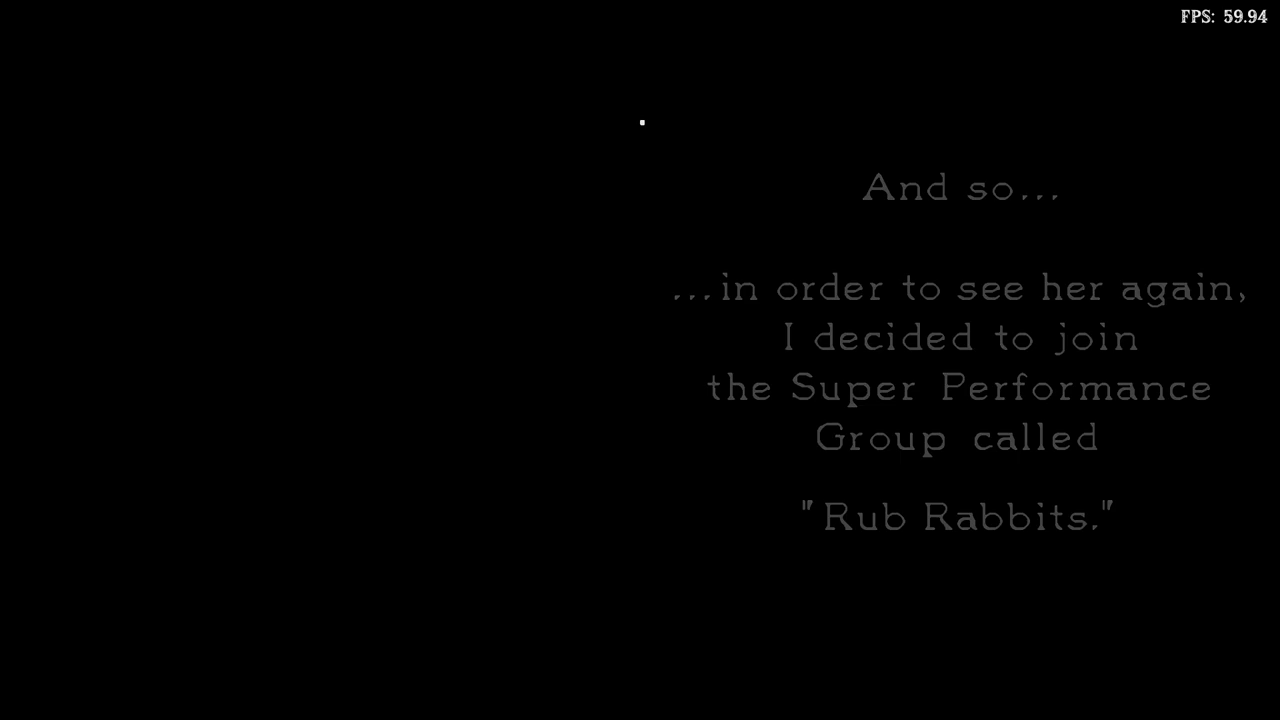 FPS: 59.94
And so...
...in order to see her again,
I decided to join
the Super Performance
Group called
"Rub Rabbits."